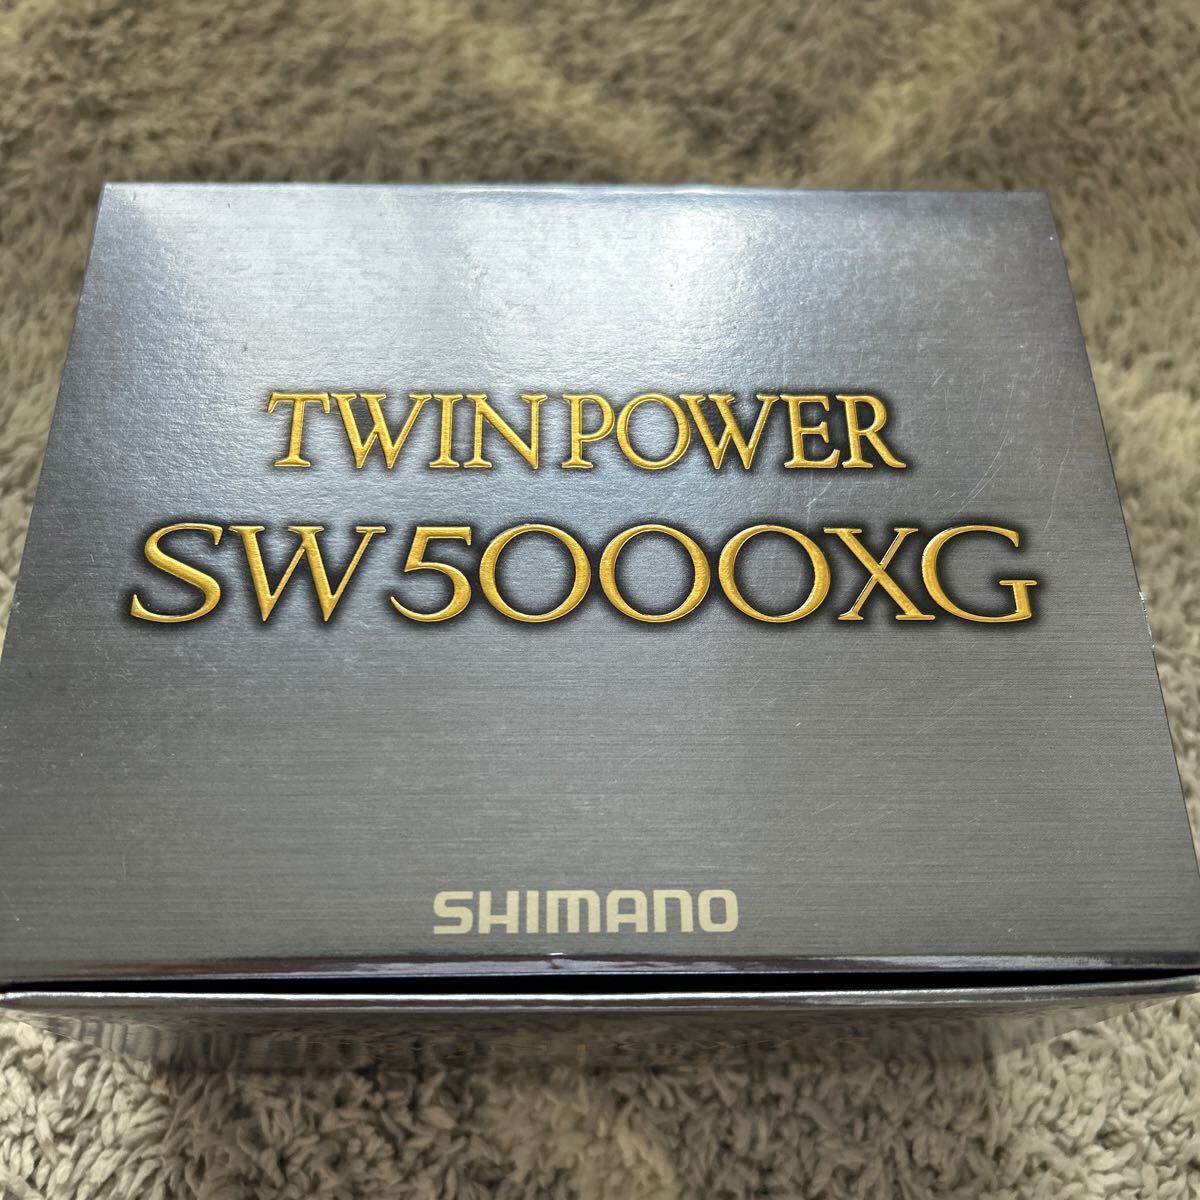 TWIN POWER
SW 5000XG
SHIMANO